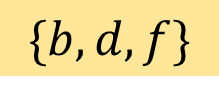 {b, d, f}